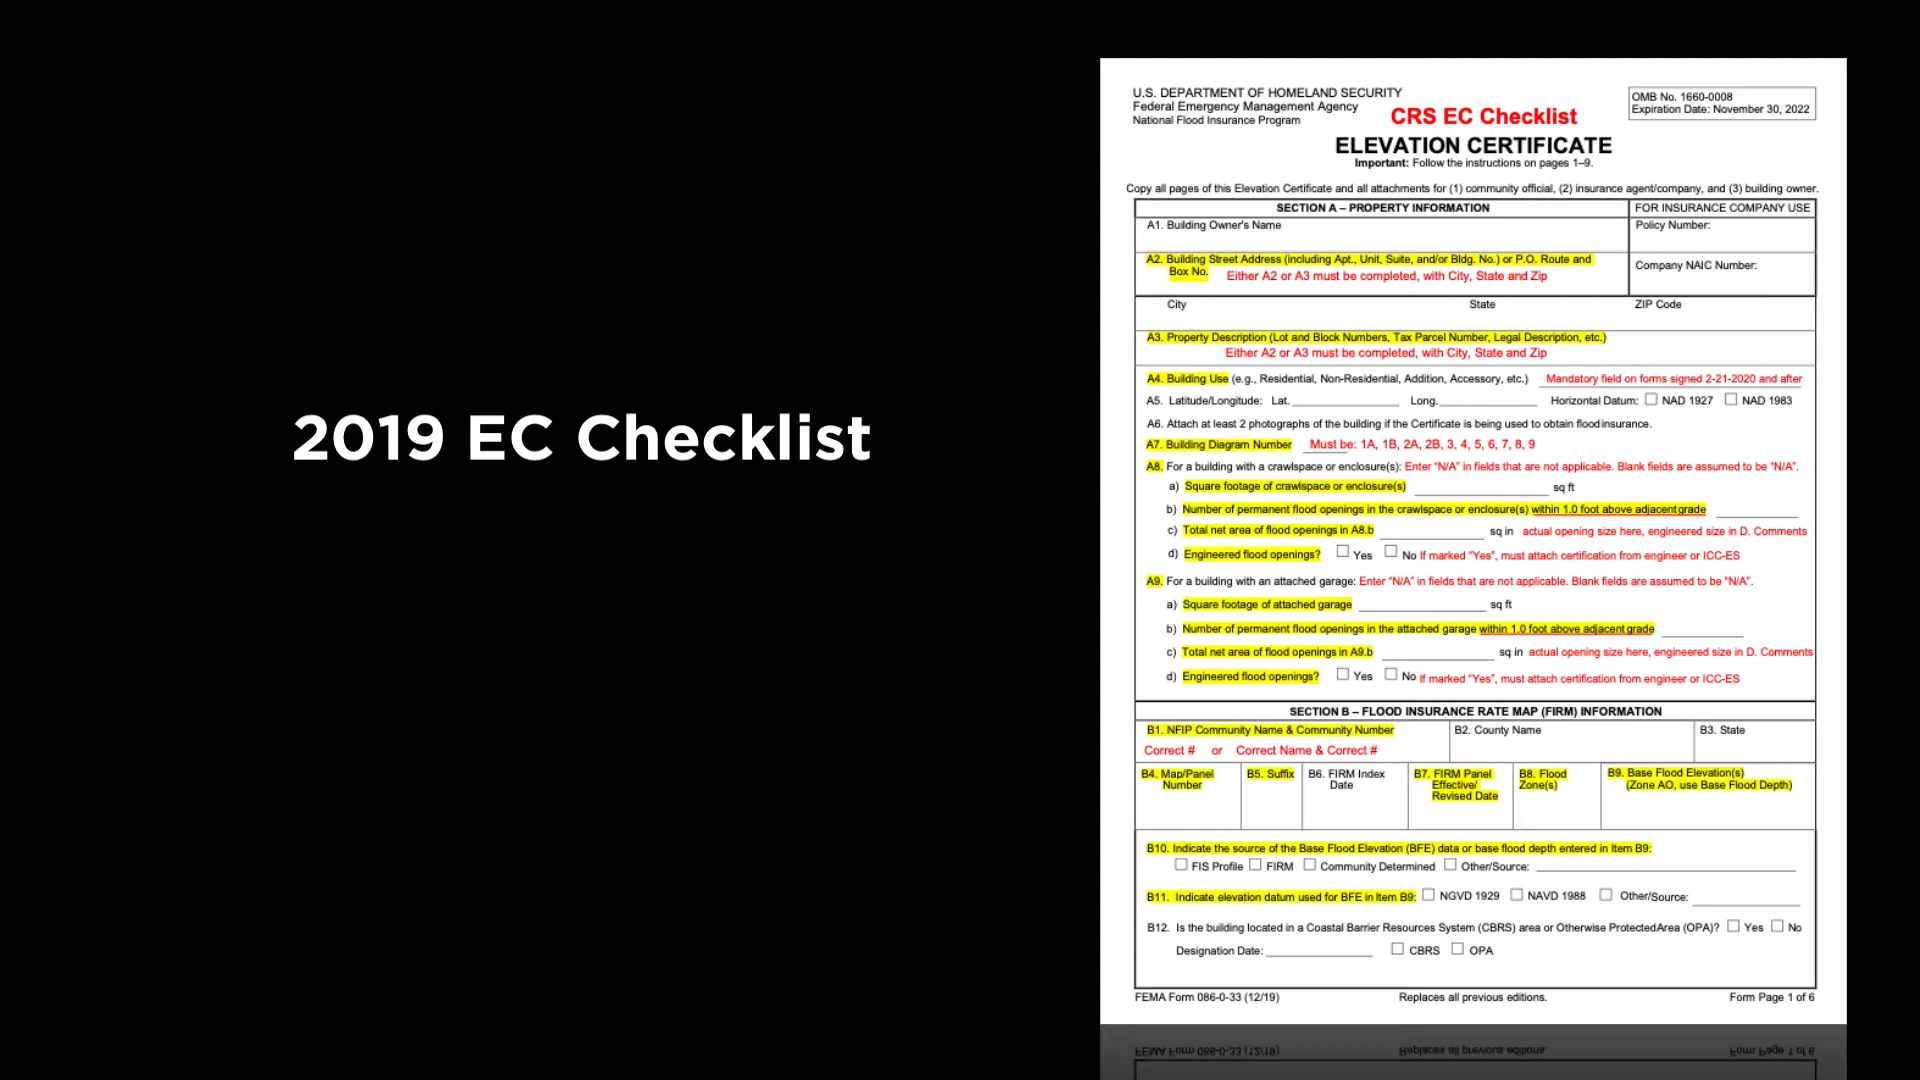 2019 EC Checklist
U.S. DEPARTMENT OF HOMELAND SECURITY
Federal Emergency Management Agency
National Flood Insurance Program
CRS EC Checklist
OMB No. 1660-0008
Expiration Date: November 30, 2022
ELEVATION CERTIFICATE
Important: Follow the instructions on pages 1–9.
Copy all pages of this Elevation Certificate and all attachments for (1) community official, (2) insurance agent/company, and (3) building owner.
SECTION A – PROPERTY INFORMATION
FOR INSURANCE COMPANY USE
A1. Building Owner's Name
Policy Number:
A2. Building Street Address (including Apt., Unit, Suite, and/or Bldg. No.) or P.O. Route and
Box No. Either A2 or A3 must be completed, with City, State and Zip
Company NAIC Number:
City State ZIP Code
A3. Property Description (Lot and Block Numbers, Tax Parcel Number, Legal Description, etc.)
Either A2 or A3 must be completed, with City, State and Zip
A4. Building Use (e.g., Residential, Non-Residential, Addition, Accessory, etc.) Mandatory field on forms signed 2-21-2020 and after
A5. Latitude/Longitude: Lat. Long. Horizontal Datum: NAD 1927 NAD 1983
A6. Attach at least 2 photographs of the building if the Certificate is being used to obtain flood insurance.
A7. Building Diagram Number Must be: 1A, 1B, 2A, 2B, 3, 4, 5, 6, 7, 8, 9
A8. For a building with a crawlspace or enclosure(s): Enter “N/A” in fields that are not applicable. Blank fields are assumed to be “N/A”.
a) Square footage of crawlspace or enclosure(s) sq ft
b) Number of permanent flood openings in the crawlspace or enclosure(s) within 1.0 foot above adjacent grade
c) Total net area of flood openings in A8.b sq in actual opening size here, engineered size in D. Comments
d) Engineered flood openings? Yes No If marked “Yes”, must attach certification from engineer or ICC-ES
A9. For a building with an attached garage: Enter “N/A” in fields that are not applicable. Blank fields are assumed to be “N/A”.
a) Square footage of attached garage sq ft
b) Number of permanent flood openings in the attached garage within 1.0 foot above adjacent grade
c) Total net area of flood openings in A9.b sq in actual opening size here, engineered size in D. Comments
d) Engineered flood openings? Yes No If marked “Yes”, must attach certification from engineer or ICC-ES
SECTION B – FLOOD INSURANCE RATE MAP (FIRM) INFORMATION
B1. NFIP Community Name & Community Number
Correct # or Correct Name & Correct #
B2. County Name
B3. State
B4. Map/Panel
Number
B5. Suffix
B6. FIRM Index
Date
B7. FIRM Panel
Effective/
Revised Date
B8. Flood
Zone(s)
B9. Base Flood Elevation(s)
(Zone AO, use Base Flood Depth)
B10. Indicate the source of the Base Flood Elevation (BFE) data or base flood depth entered in Item B9:
FIS Profile FIRM Community Determined Other/Source:
B11. Indicate elevation datum used for BFE in Item B9: NGVD 1929 NAVD 1988 Other/Source:
B12. Is the building located in a Coastal Barrier Resources System (CBRS) area or Otherwise Protected Area (OPA)? Yes No
Designation Date: CBRS OPA
FEMA Form 086-0-33 (12/19) Replaces all previous editions. Form Page 1 of 6